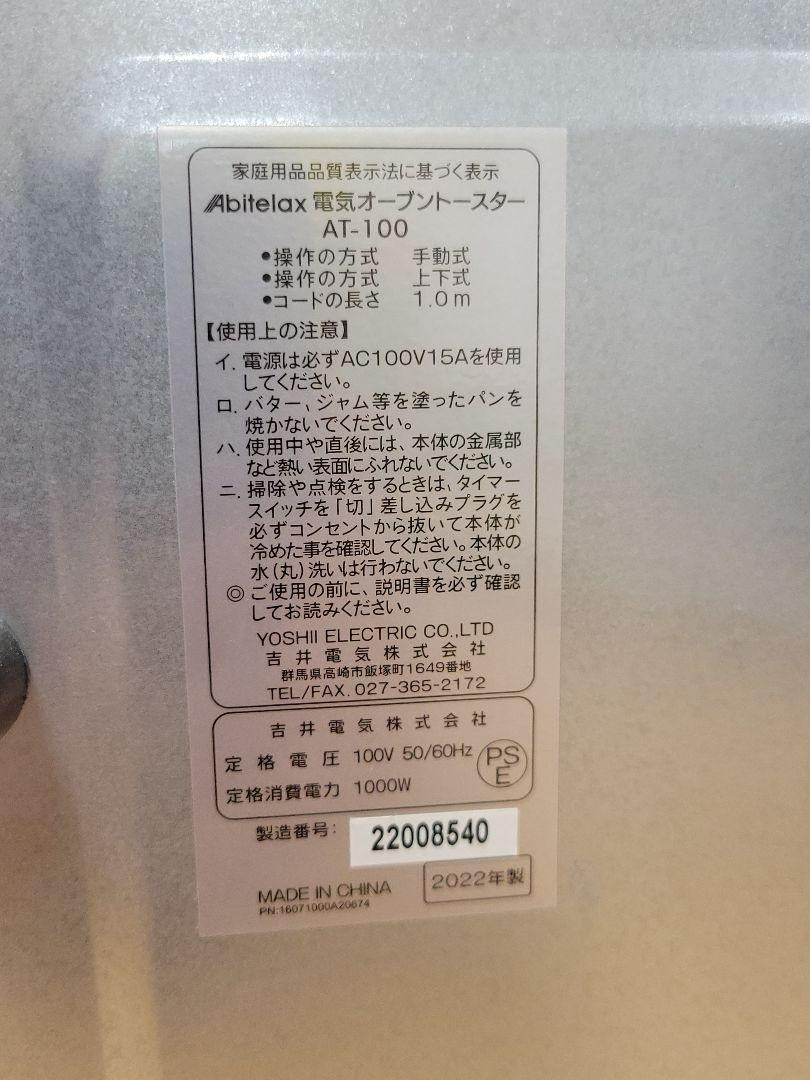 家庭用品品質表示法に基づく表示
Abitelax 電気オーブントースター
AT-100
●操作の方式 手動式
●操作の方式 上下式
●コードの長さ 1.0m
【使用上の注意】
イ. 電源は必ずAC100V15Aを使用
してください。
ロ. バター、ジャム等を塗ったパンを
焼かないでください。
ハ. 使用中や直後には、本体の金属部
など熱い表面にふれないでください。
ニ. 掃除や点検をするときは、タイマー
スイッチを「切」差し込みプラグを
必ずコンセントから抜いて本体が
冷めた事を確認してください。本体の
水(丸)洗いは行わないでください。
◎ご使用の前に、説明書を必ず確認
してお読みください。
YOSHII ELECTRIC CO.,LTD
吉井電気株式会社
群馬県高崎市飯塚町1649番地
TEL/FAX. 027-365-2172
吉井電気株式会社
定格電圧 100V 50/60Hz
定格消費電力 1000W
PS
E
製造番号: 22008540
MADE IN CHINA
2022年製
PN:16071000A20674